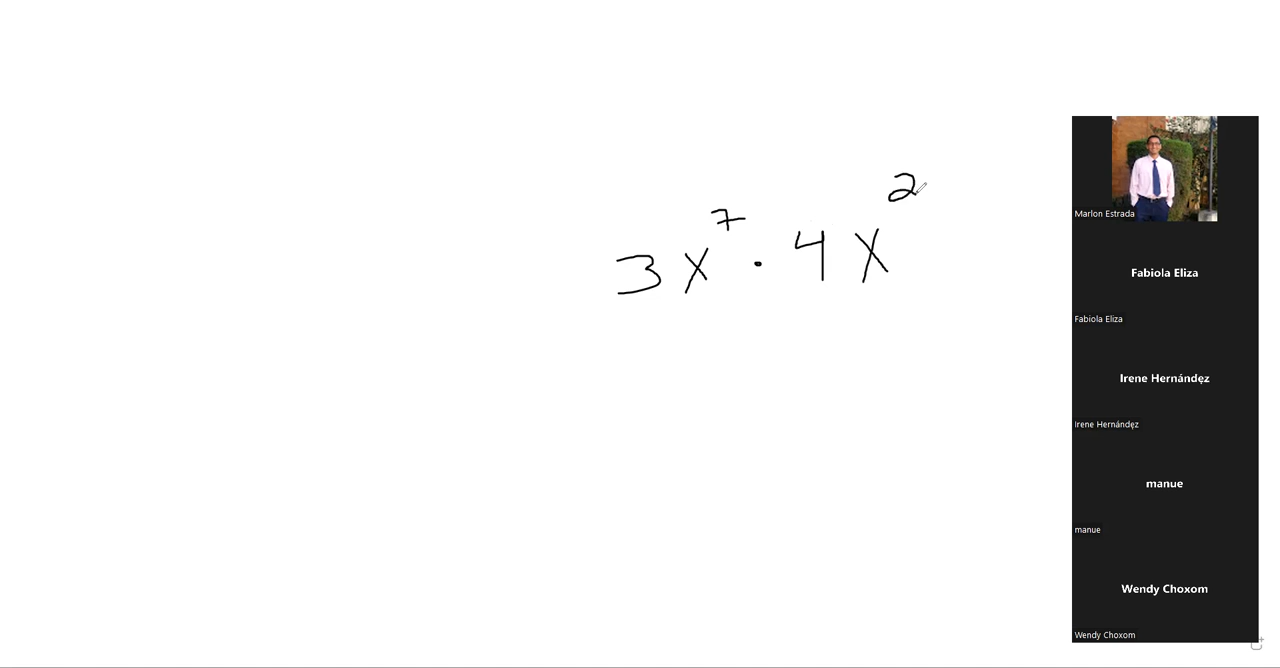 3x⁷ · 4x²
Marlon Estrada
Fabiola Eliza
Fabiola Eliza
Irene Hernández
Irene Hernández
manue
manue
Wendy Choxom
Wendy Choxom